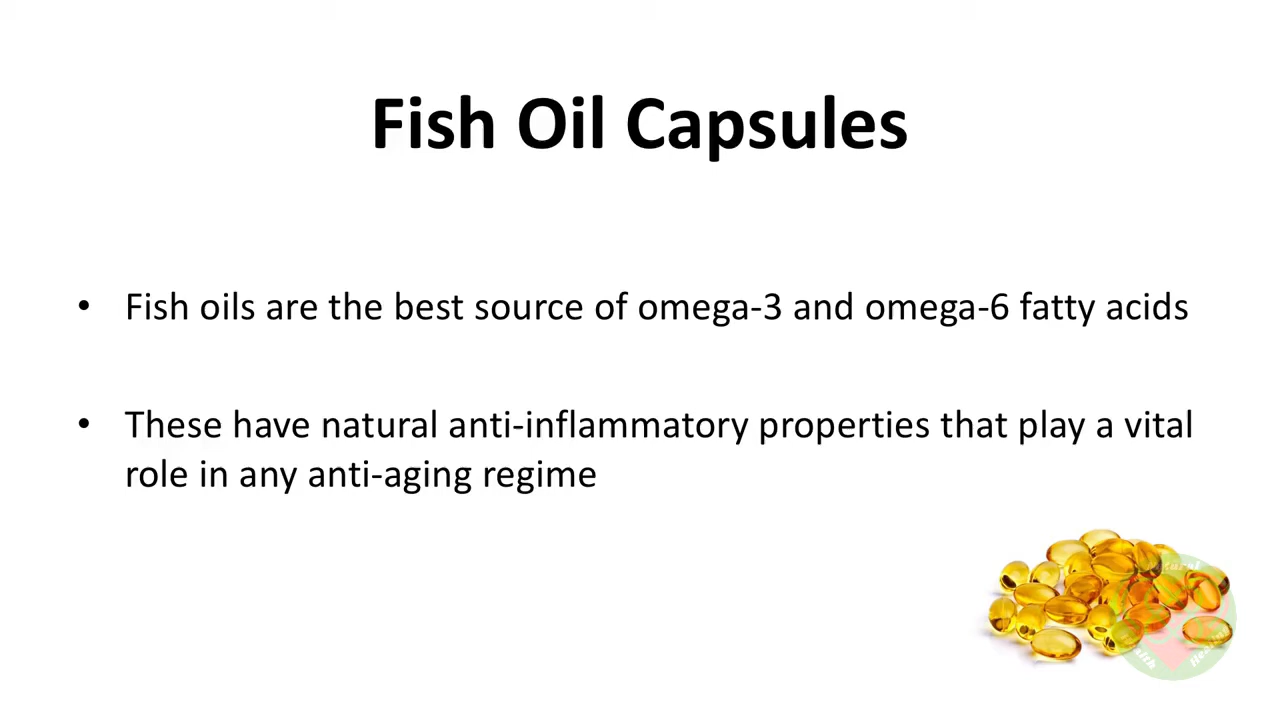 Fish Oil Capsules
• Fish oils are the best source of omega-3 and omega-6 fatty acids
• These have natural anti-inflammatory properties that play a vital
role in any anti-aging regime